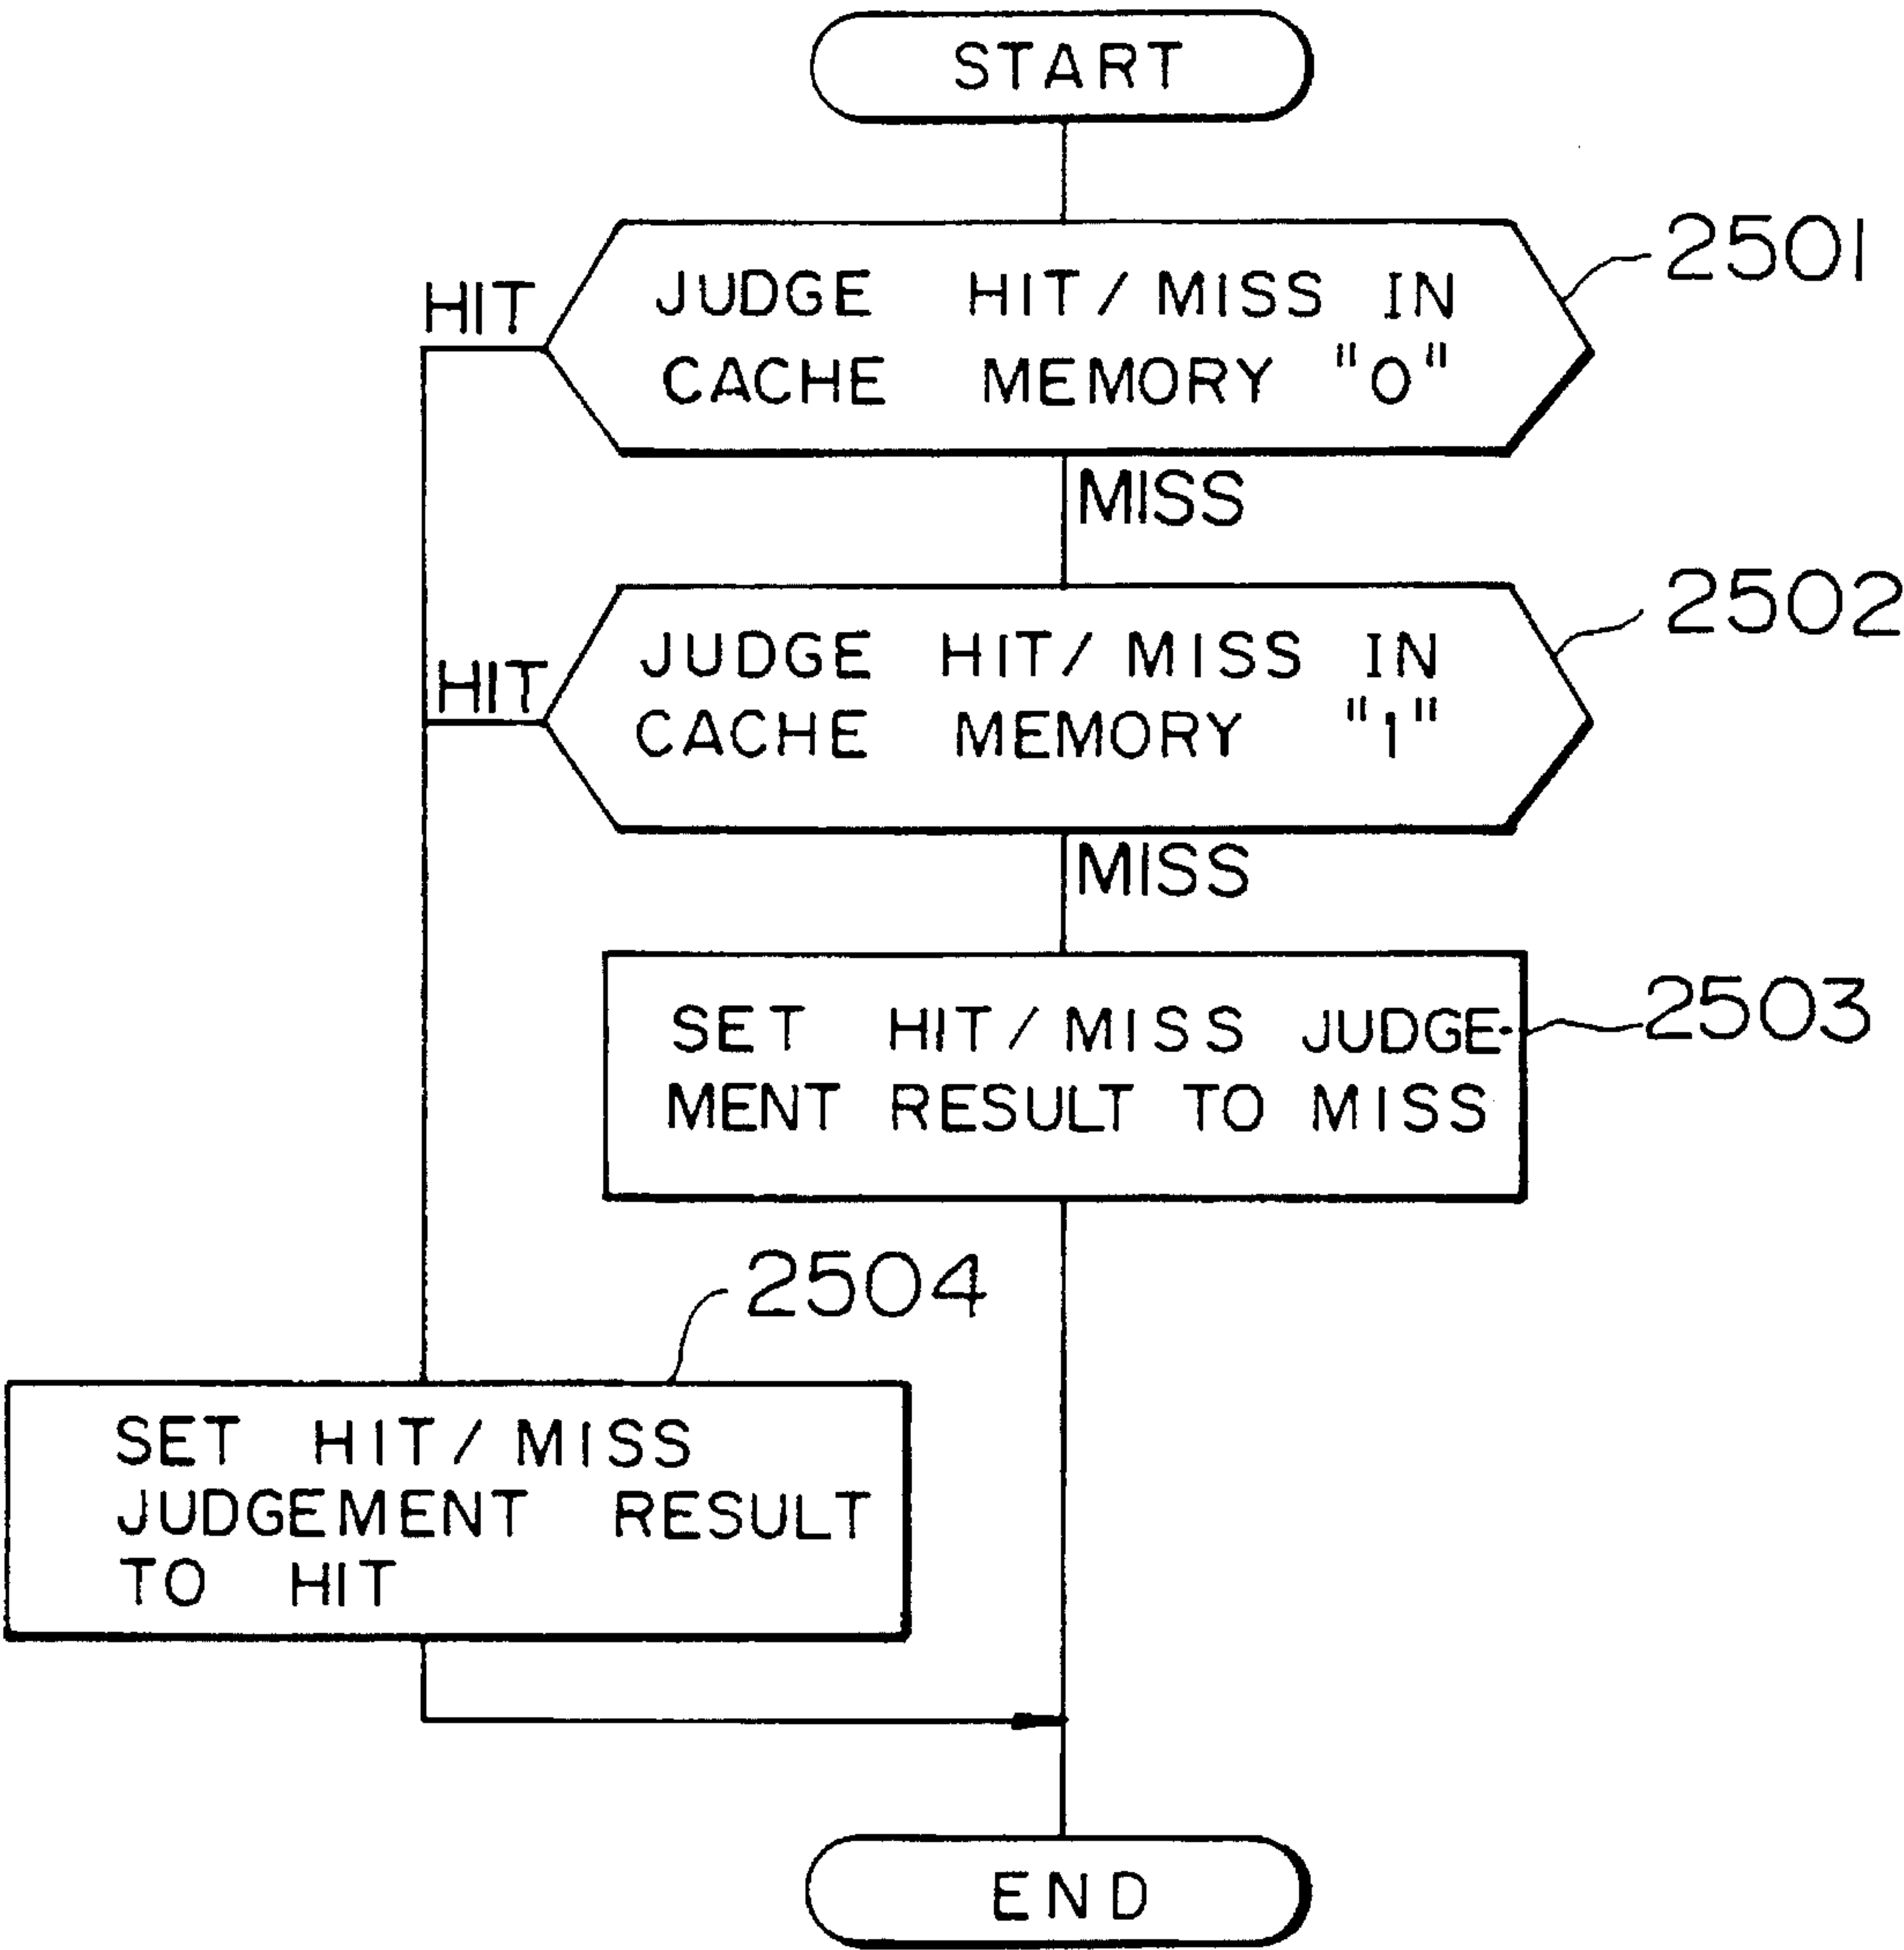 START
2501
HIT
JUDGE HIT/MISS IN
CACHE MEMORY "0"
MISS
2502
HIT
JUDGE HIT/MISS IN
CACHE MEMORY "1"
MISS
2503
SET HIT/MISS JUDGE-
MENT RESULT TO MISS
2504
SET HIT/MISS
JUDGEMENT RESULT
TO HIT
END